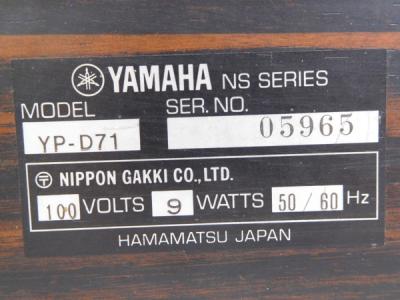 YAMAHA NS SERIES
MODEL SER. NO.
YP-D71 05965
〒 NIPPON GAKKI CO., LTD.
100 VOLTS 9 WATTS 50/60 Hz
HAMAMATSU JAPAN